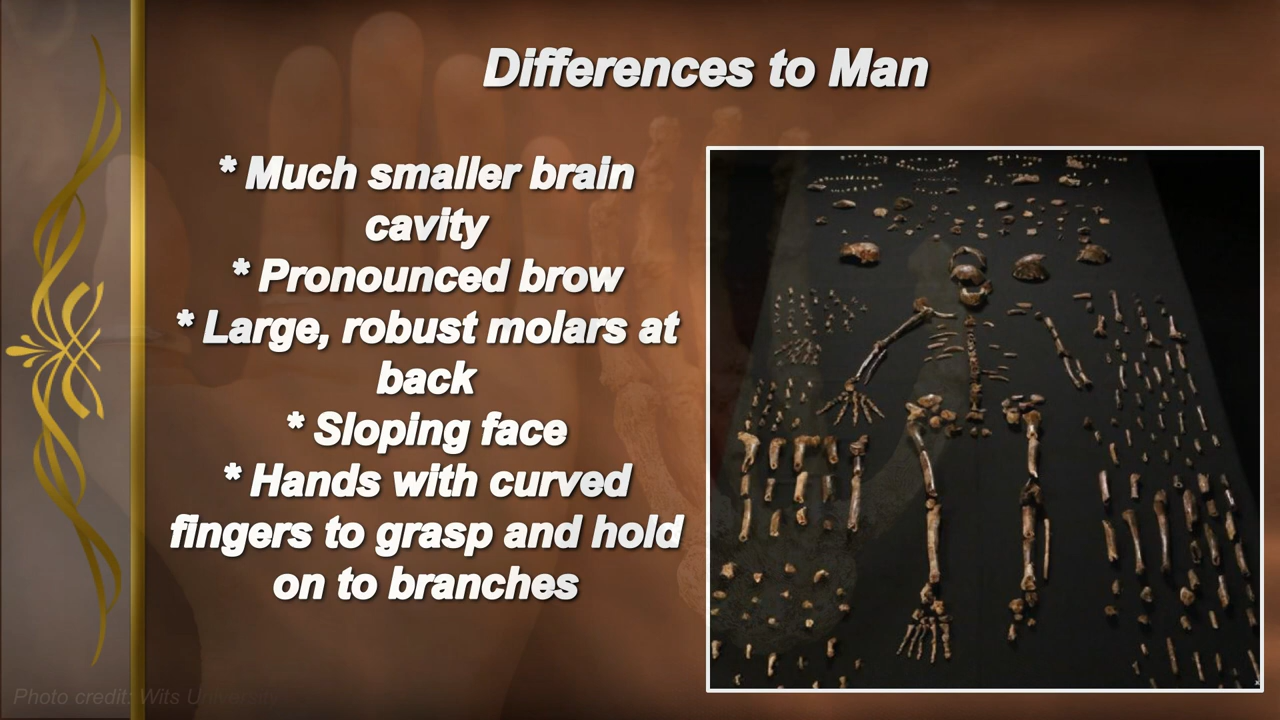 Differences to Man
* Much smaller brain
cavity
* Pronounced brow
* Large, robust molars at
back
* Sloping face
* Hands with curved
fingers to grasp and hold
on to branches
Photo credit: Wits University